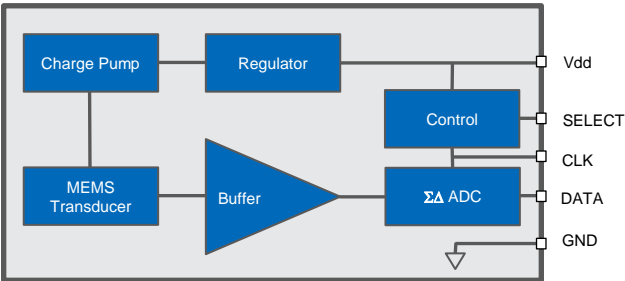 Charge Pump
Regulator
Vdd
Control
SELECT
CLK
MEMS
Transducer
Buffer
ΣΔ ADC
DATA
GND